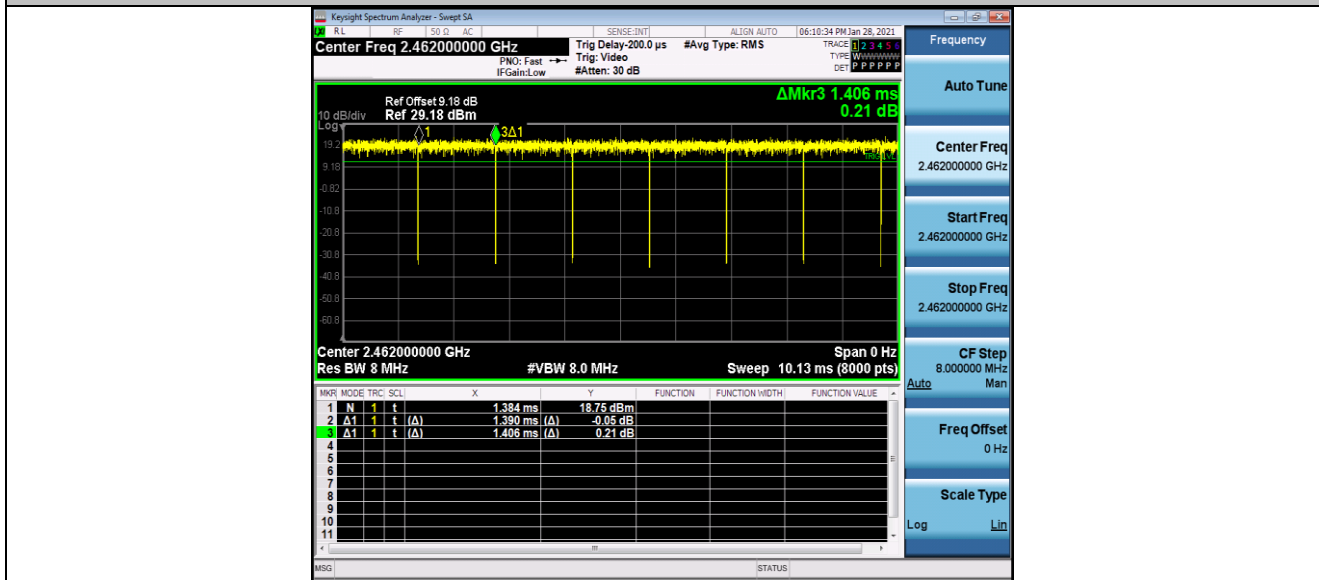 Keysight Spectrum Analyzer - Swept SA
RL RF 50 Ω AC SENSE:INT ALIGN AUTO 06:10:34 PM Jan 28, 2021
Center Freq 2.462000000 GHz
PNO: Fast
IFGain:Low
Trig Delay-200.0 µs
Trig: Video
#Atten: 30 dB
#Avg Type: RMS
TRACE 1 2 3 4 5 6
TYPE WWWWWW
DET P P P P P P
ΔMkr3 1.406 ms
0.21 dB
Ref Offset 9.18 dB
10 dB/div Ref 29.18 dBm
Log
1
3Δ1
19.2
9.18
-0.82
-10.8
-20.8
-30.8
-40.8
-50.8
-60.8
Center 2.462000000 GHz Span 0 Hz
Res BW 8 MHz #VBW 8.0 MHz Sweep 10.13 ms (8000 pts)
MKR MODE TRC SCL X Y FUNCTION FUNCTION WIDTH FUNCTION VALUE
1 N 1 t 1.384 ms 18.75 dBm
2 Δ1 1 t (Δ) 1.390 ms (Δ) -0.05 dB
3 Δ1 1 t (Δ) 1.406 ms (Δ) 0.21 dB
4
5
6
7
8
9
10
11
MSG STATUS
Frequency
Auto Tune
Center Freq
2.462000000 GHz
Start Freq
2.462000000 GHz
Stop Freq
2.462000000 GHz
CF Step
8.000000 MHz
Auto Man
Freq Offset
0 Hz
Scale Type
Log Lin